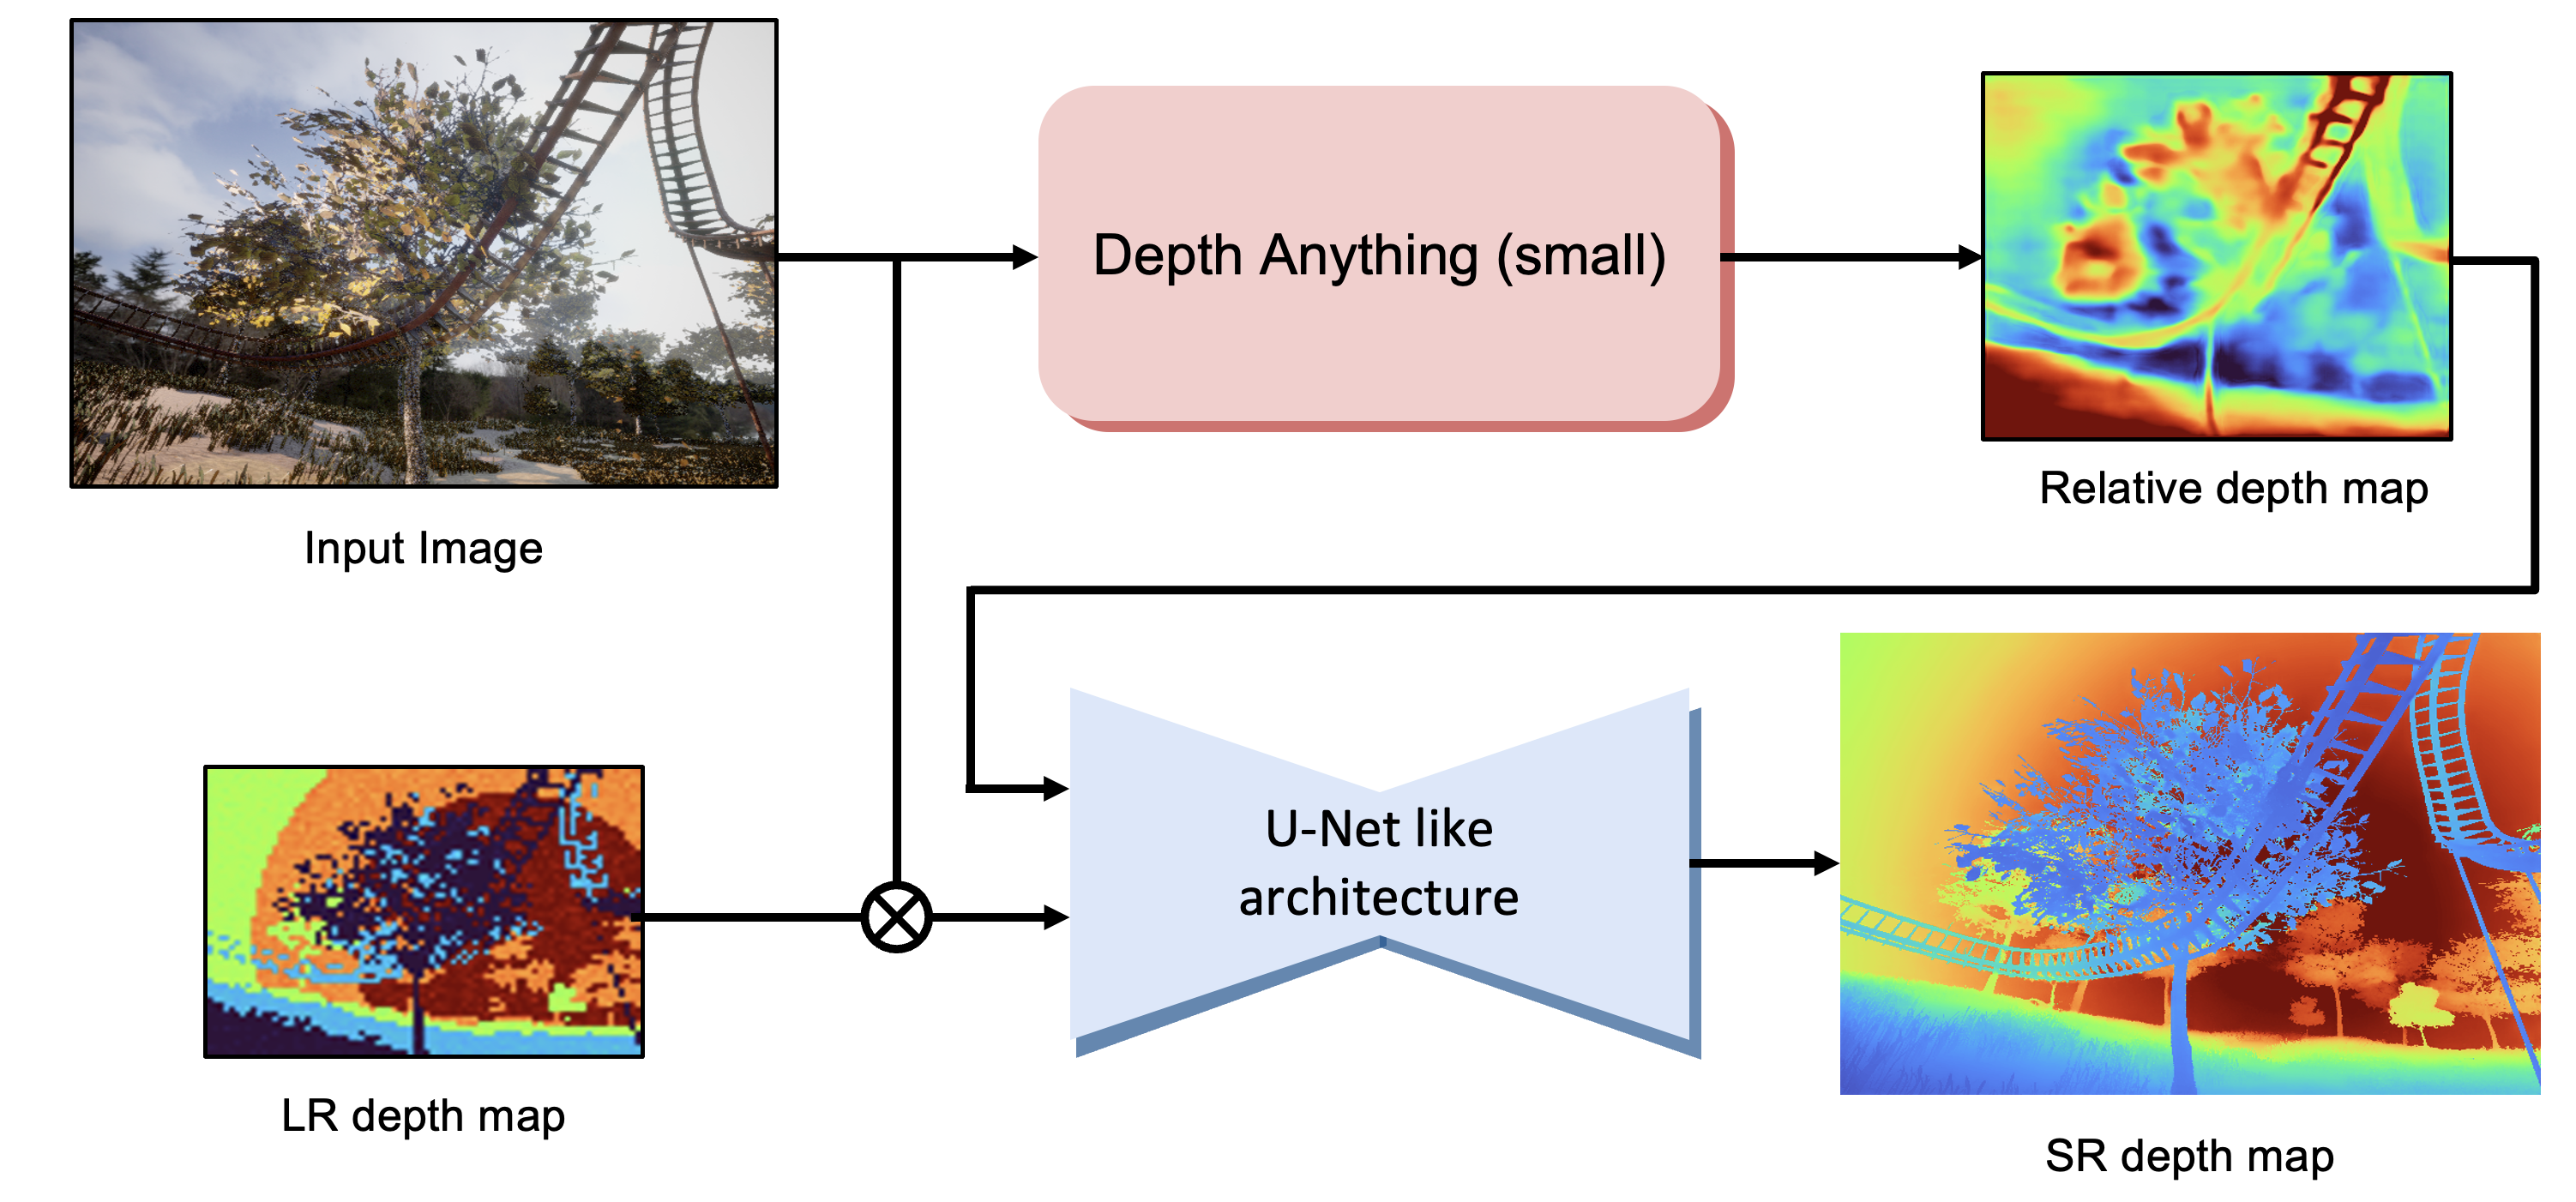 Depth Anything (small)
Input Image
Relative depth map
U-Net like
architecture
LR depth map
SR depth map